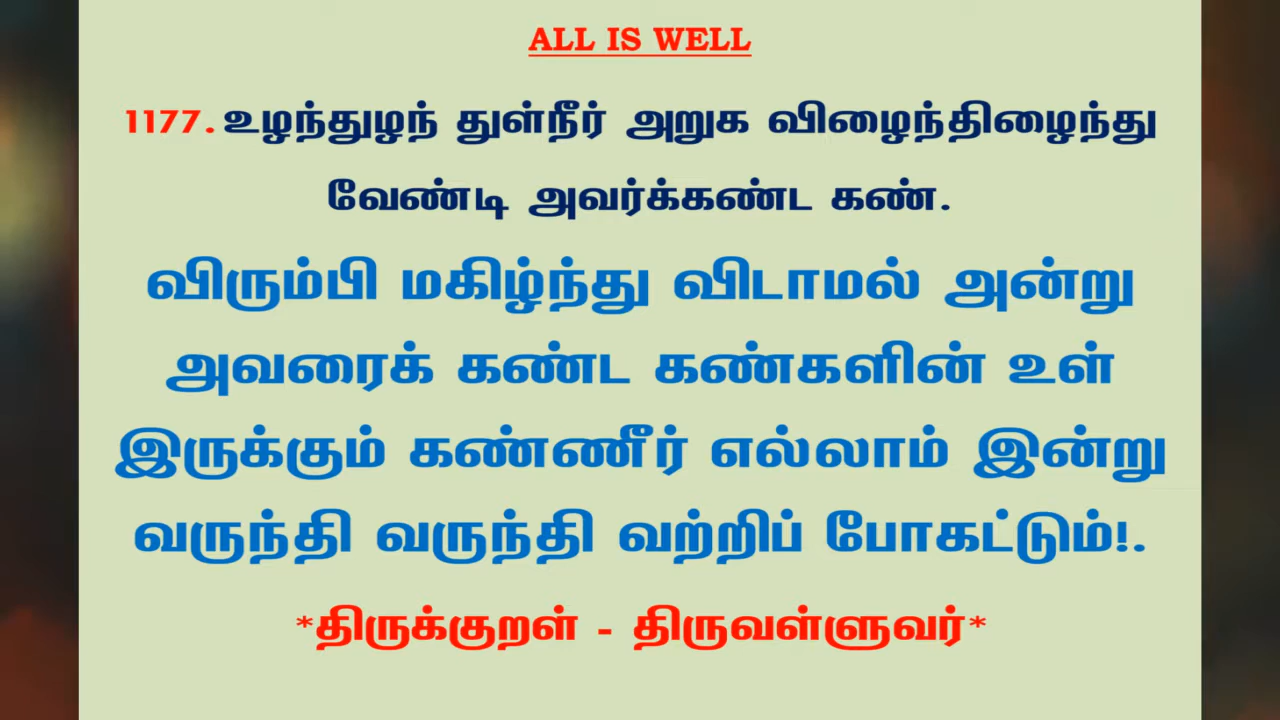 ALL IS WELL
1177. உழந்துழந் துள்நீர் அறுக விழைந்திழைந்து
வேண்டி அவர்க்கண்ட கண்.
விரும்பி மகிழ்ந்து விடாமல் அன்று
அவரைக் கண்ட கண்களின் உள்
இருக்கும் கண்ணீர் எல்லாம் இன்று
வருந்தி வருந்தி வற்றிப் போகட்டும்!.
*திருக்குறள் - திருவள்ளுவர்*